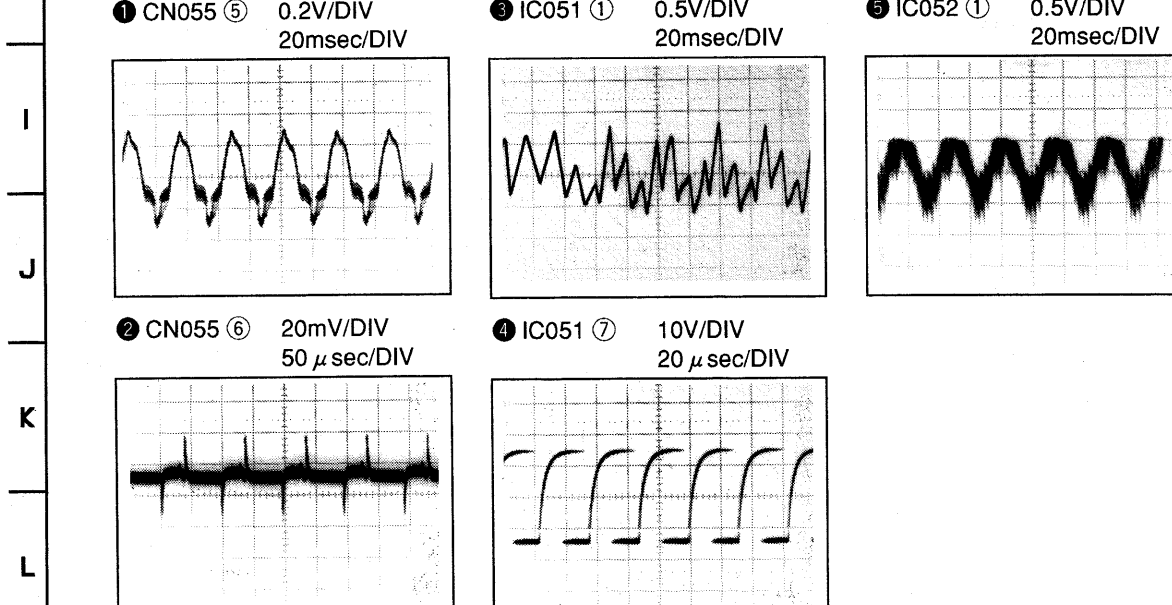 ❶ CN055 ⑤ 0.2V/DIV
20msec/DIV
❸ IC051 ① 0.5V/DIV
20msec/DIV
❺ IC052 ① 0.5V/DIV
20msec/DIV
I
J
❷ CN055 ⑥ 20mV/DIV
50 μ sec/DIV
❹ IC051 ⑦ 10V/DIV
20 μ sec/DIV
K
L